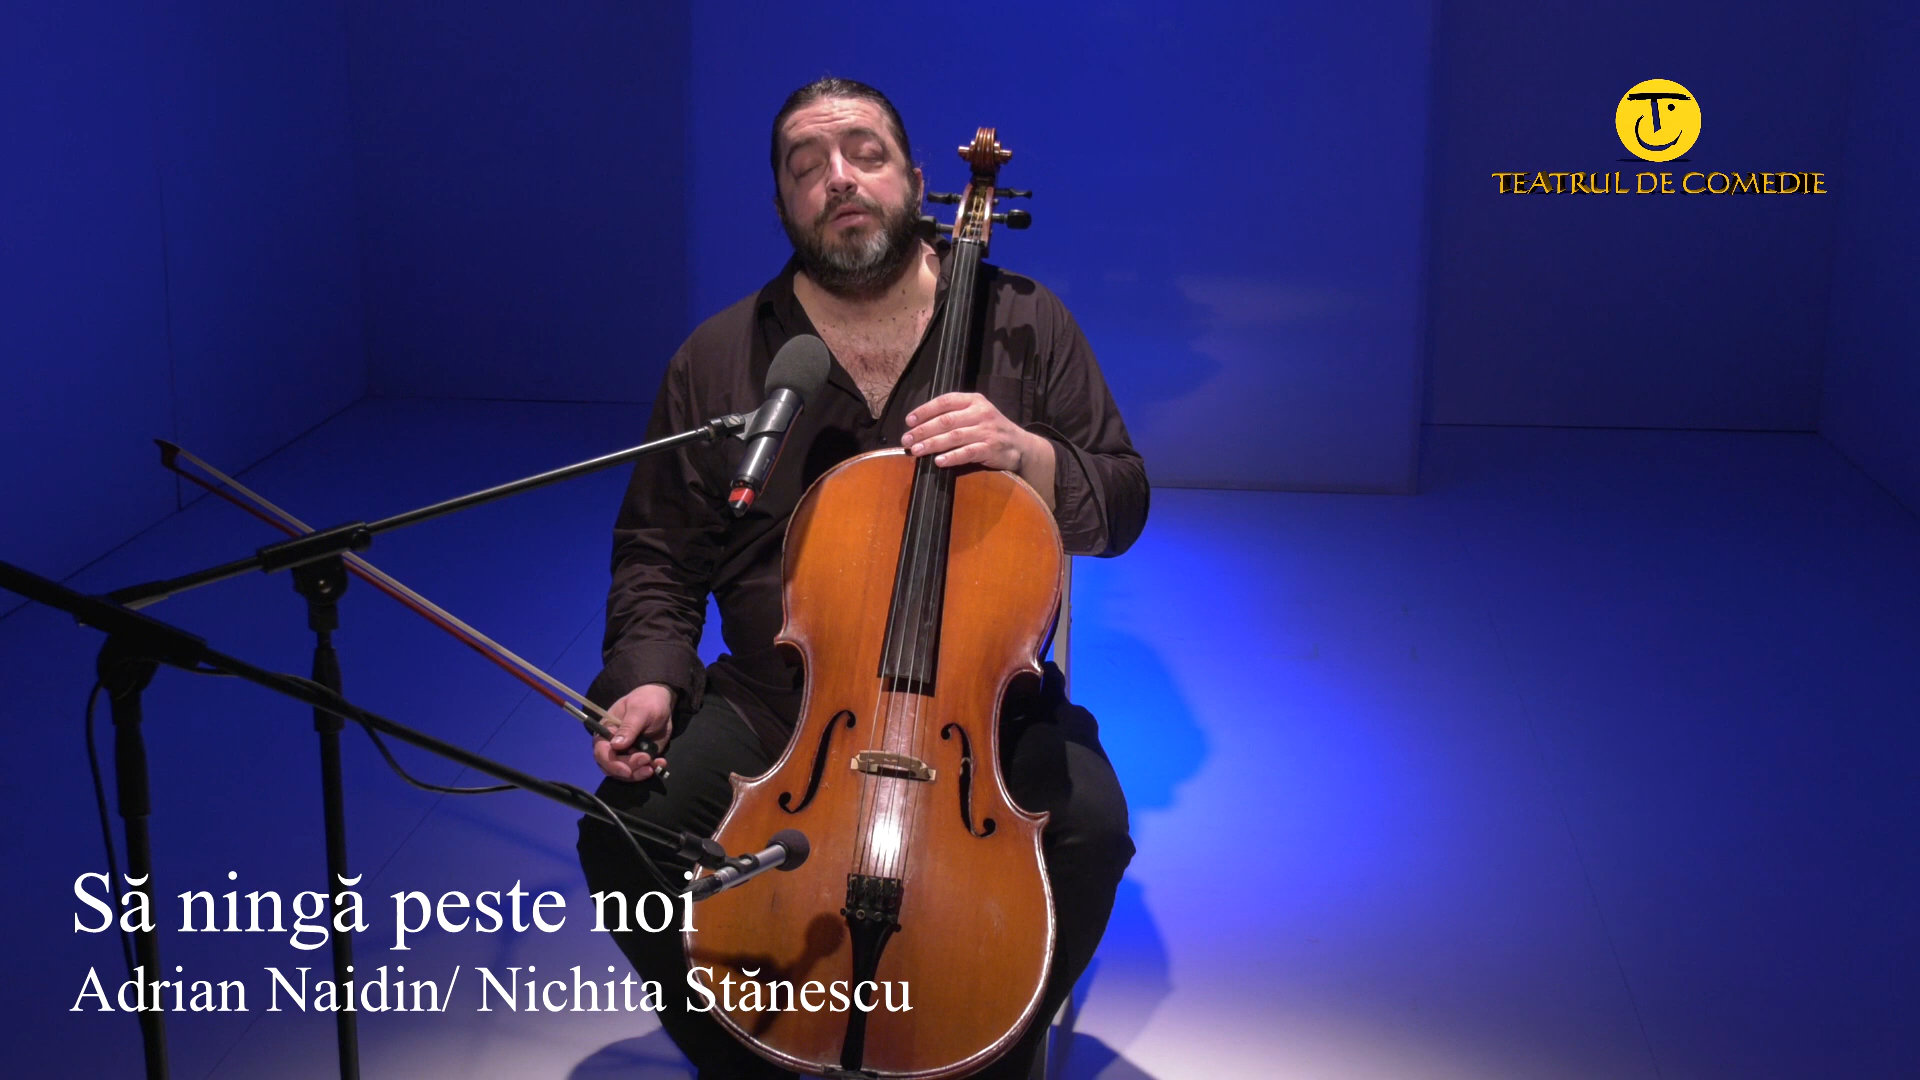 TEATRUL DE COMEDIE
Să ningă peste noi
Adrian Naidin/ Nichita Stănescu